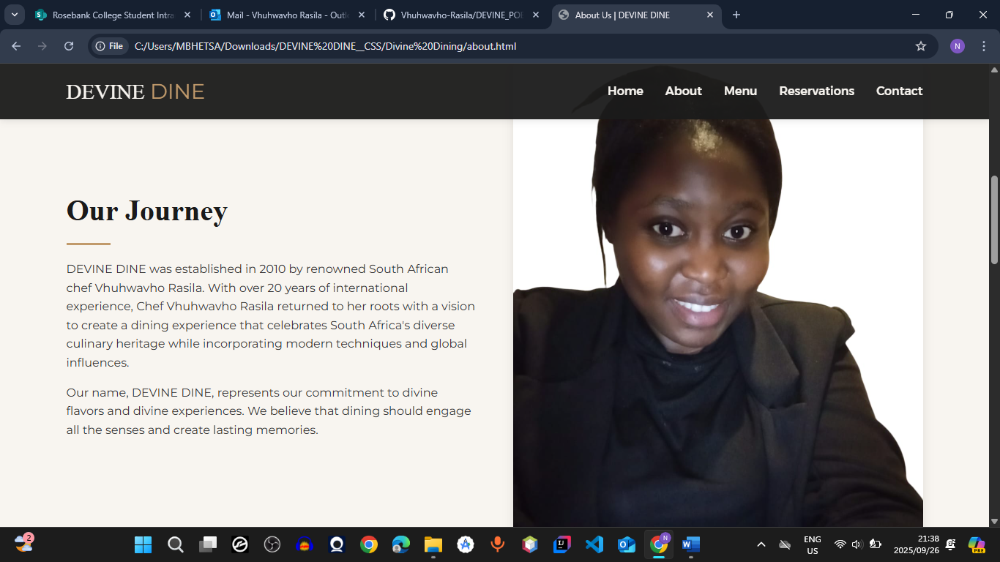 Rosebank College Student Intra
Mail - Vhuhwavho Rasila - Outl
Vhuhwavho-Rasila/DEVINE_POE
About Us | DEVINE DINE
File
C:/Users/MBHETSA/Downloads/DEVINE%20DINE__CSS/Divine%20Dining/about.html
N
DEVINE DINE
Home
About
Menu
Reservations
Contact
Our Journey
DEVINE DINE was established in 2010 by renowned South African
chef Vhuhwavho Rasila. With over 20 years of international
experience, Chef Vhuhwavho Rasila returned to her roots with a vision
to create a dining experience that celebrates South Africa's diverse
culinary heritage while incorporating modern techniques and global
influences.
Our name, DEVINE DINE, represents our commitment to divine
flavors and divine experiences. We believe that dining should engage
all the senses and create lasting memories.
2
N
ENG
US
21:38
2025/09/26
PRE